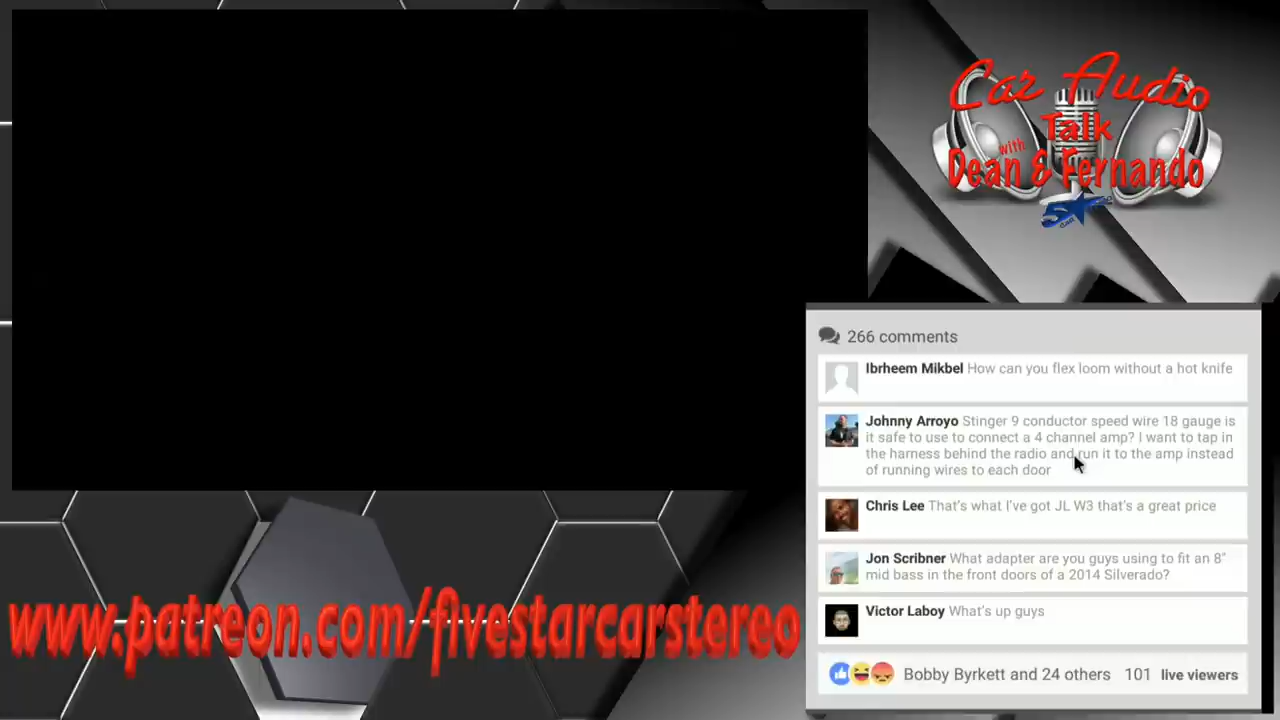 Car Audio
Talk
with
Dean & Fernando
5
266 comments
Ibrheem Mikbel How can you flex loom without a hot knife
Johnny Arroyo Stinger 9 conductor speed wire 18 gauge is
it safe to use to connect a 4 channel amp? I want to tap in
the harness behind the radio and run it to the amp instead
of running wires to each door
Chris Lee That's what I've got JL W3 that's a great price
Jon Scribner What adapter are you guys using to fit an 8"
mid bass in the front doors of a 2014 Silverado?
Victor Laboy What's up guys
Bobby Byrkett and 24 others 101 live viewers
www.patreon.com/fivestarcarstereo